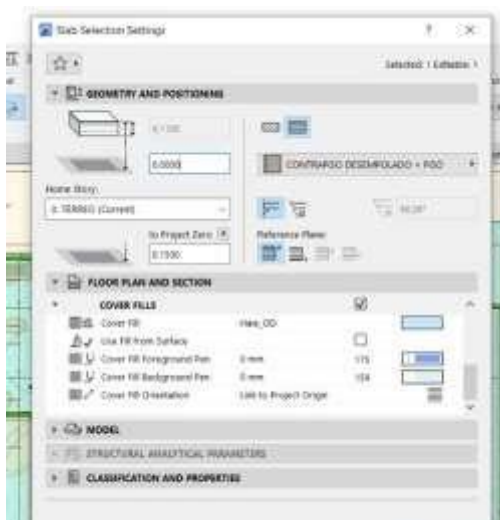 Slab Selection Settings
?
Selected: 1 Editable: 1
GEOMETRY AND POSITIONING
0.0000
CONTRAPISO DESEMPOLADO + PISO
Home Story:
0. TERREO (Current)
to Project Zero
0.1500
Reference Plane:
FLOOR PLAN AND SECTION
COVER FILLS
Cover Fill
Use Fill from Surface
Cover Fill Foreground Pen 0 mm 175
Cover Fill Background Pen 0 mm
Cover Fill Orientation Link to Project Origin
MODEL
STRUCTURAL ANALYTICAL PARAMETERS
CLASSIFICATION AND PROPERTIES